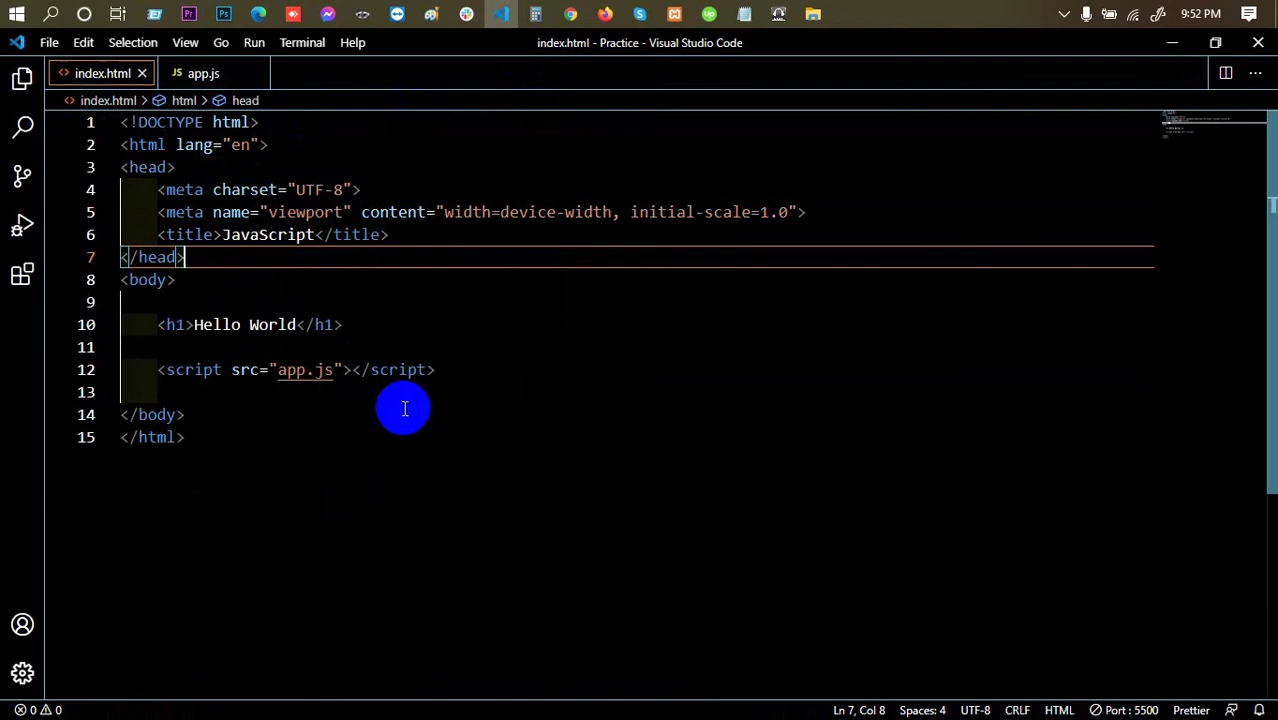 9:52 PM
File Edit Selection View Go Run Terminal Help
index.html - Practice - Visual Studio Code
index.html
JS app.js
index.html > html > head
1 <!DOCTYPE html>
2 <html lang="en">
3 <head>
4 <meta charset="UTF-8">
5 <meta name="viewport" content="width=device-width, initial-scale=1.0">
6 <title>JavaScript</title>
7 </head>
8 <body>
9
10 <h1>Hello World</h1>
11
12 <script src="app.js"></script>
13
14 </body>
15 </html>
0 0 Ln 7, Col 8 Spaces: 4 UTF-8 CRLF HTML Port : 5500 Prettier